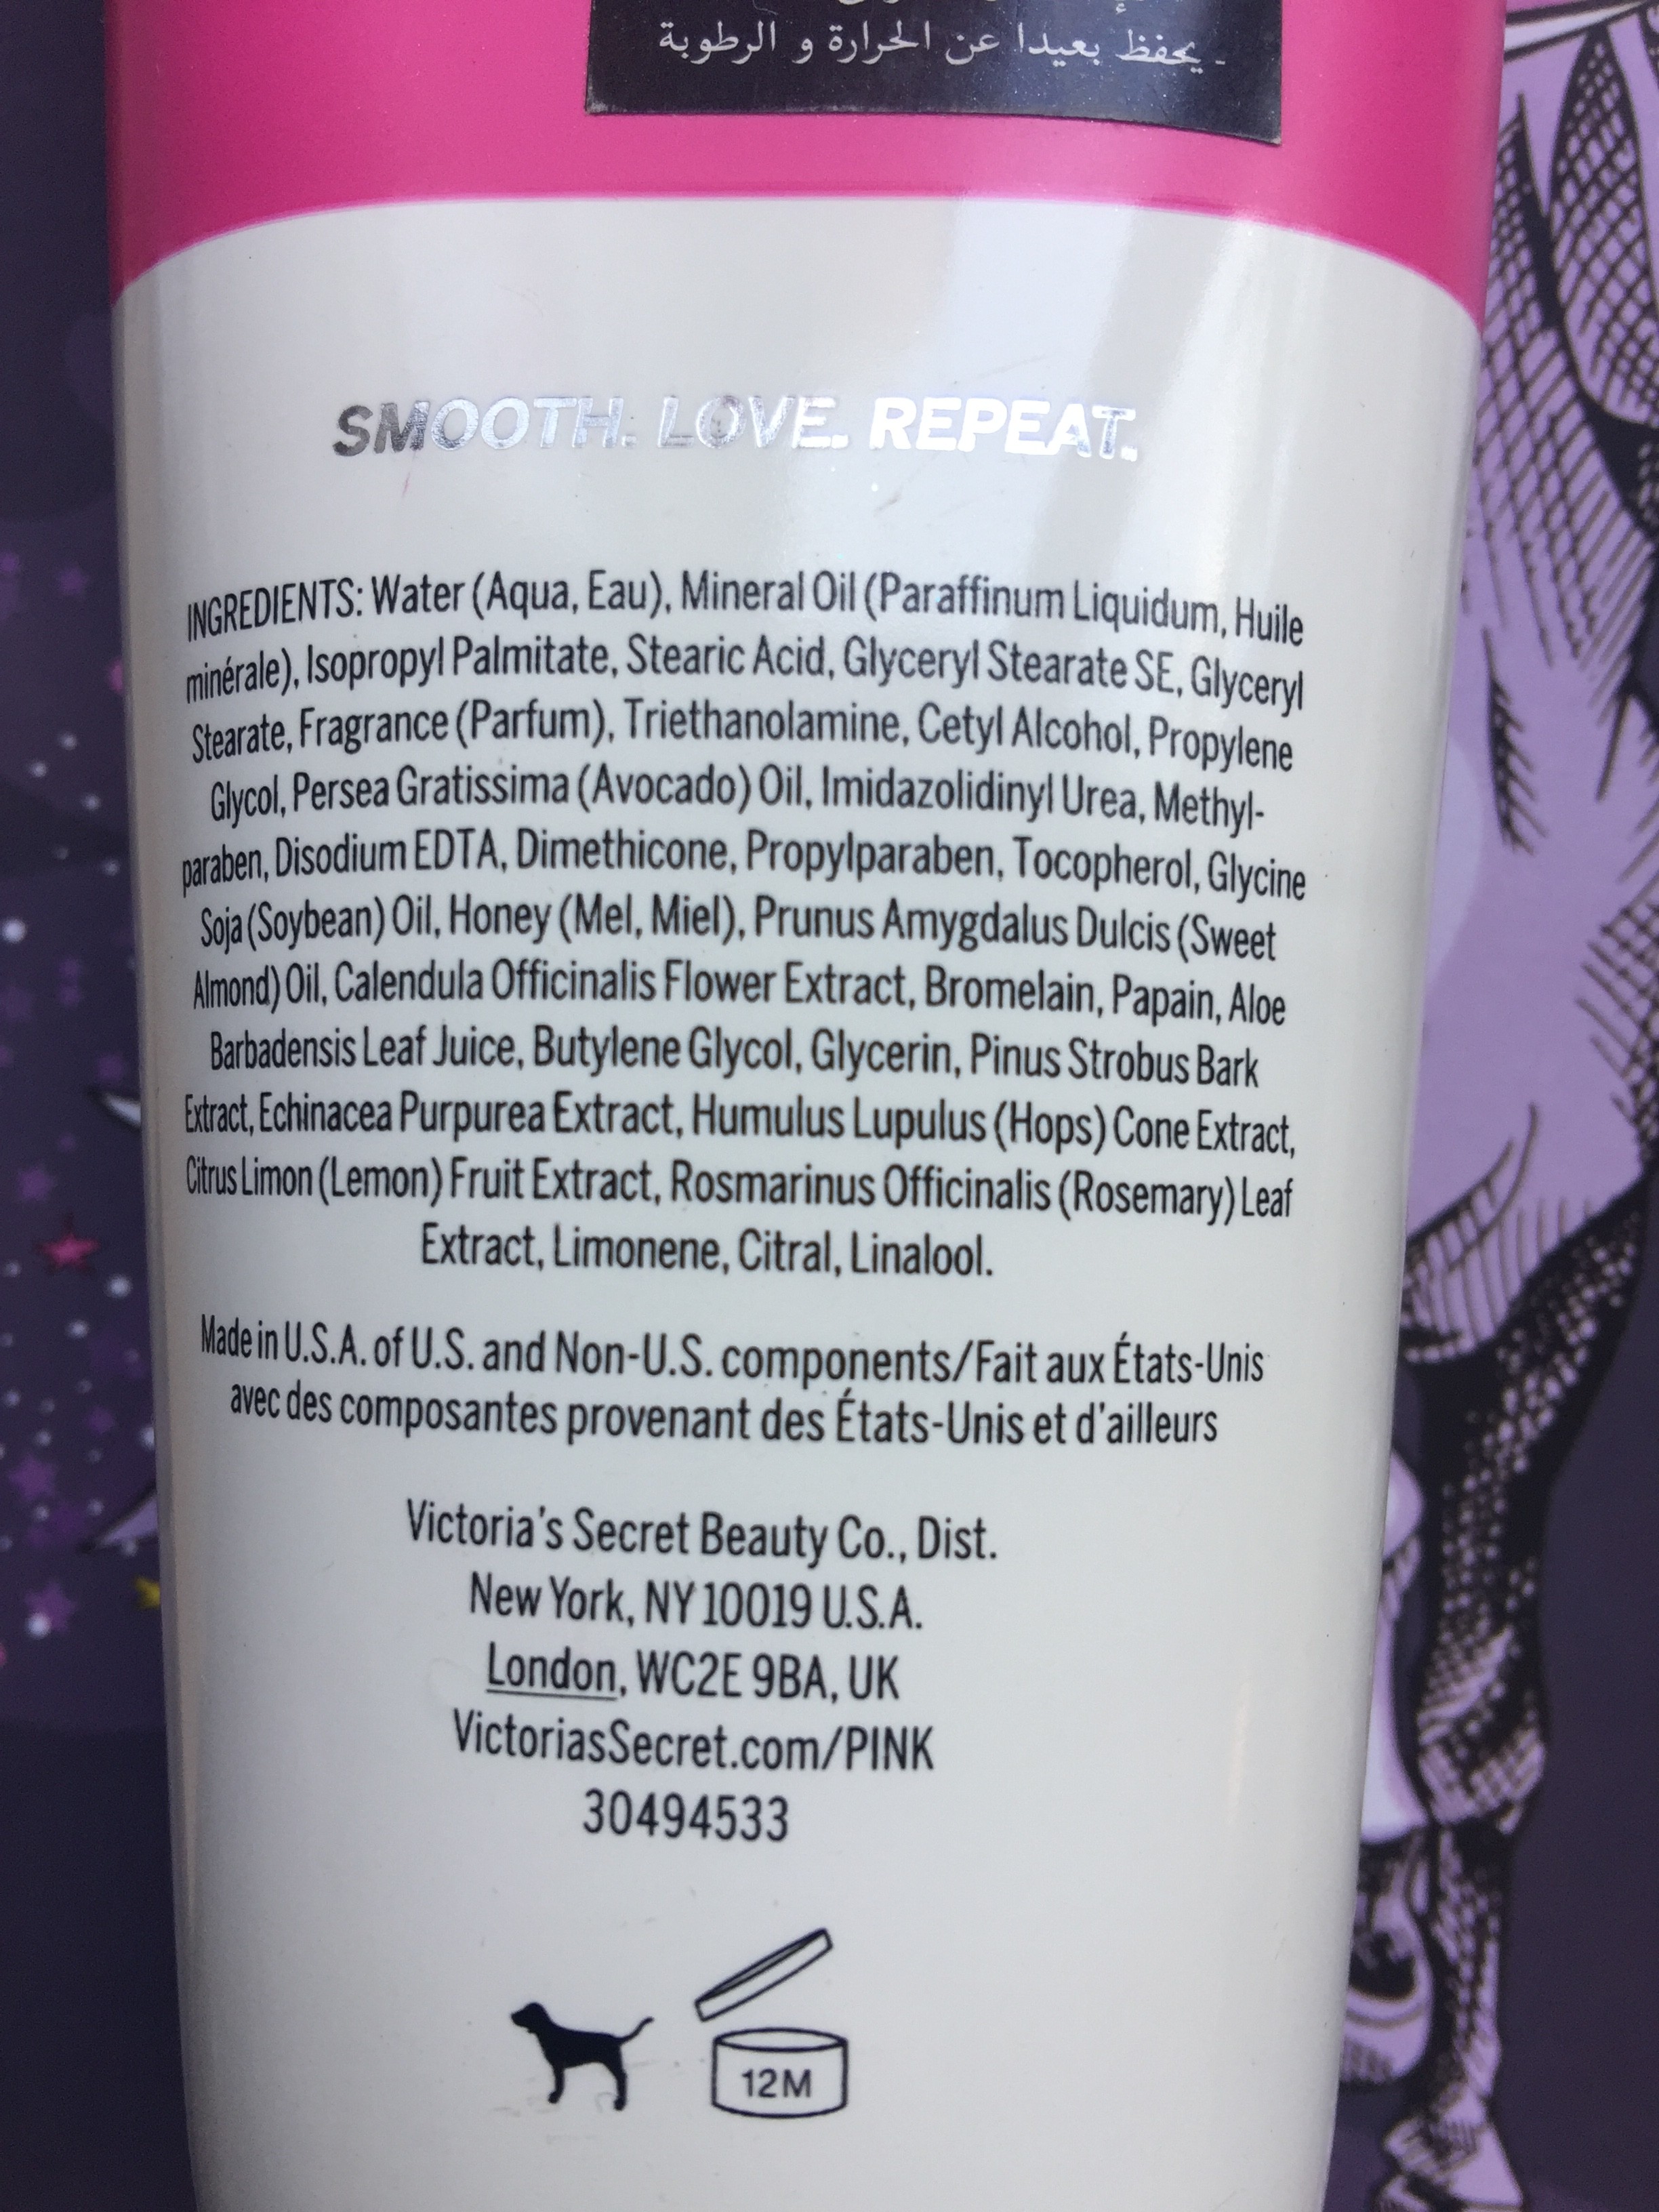 - يحفظ بعيدا عن الحرارة و الرطوبة
SMOOTH. LOVE. REPEAT.
INGREDIENTS: Water (Aqua, Eau), Mineral Oil (Paraffinum Liquidum, Huile
minérale), Isopropyl Palmitate, Stearic Acid, Glyceryl Stearate SE, Glyceryl
Stearate, Fragrance (Parfum), Triethanolamine, Cetyl Alcohol, Propylene
Glycol, Persea Gratissima (Avocado) Oil, Imidazolidinyl Urea, Methyl-
paraben, Disodium EDTA, Dimethicone, Propylparaben, Tocopherol, Glycine
Soja (Soybean) Oil, Honey (Mel, Miel), Prunus Amygdalus Dulcis (Sweet
Almond) Oil, Calendula Officinalis Flower Extract, Bromelain, Papain, Aloe
Barbadensis Leaf Juice, Butylene Glycol, Glycerin, Pinus Strobus Bark
Extract, Echinacea Purpurea Extract, Humulus Lupulus (Hops) Cone Extract,
Citrus Limon (Lemon) Fruit Extract, Rosmarinus Officinalis (Rosemary) Leaf
Extract, Limonene, Citral, Linalool.
Made in U.S.A. of U.S. and Non-U.S. components/Fait aux États-Unis
avec des composantes provenant des États-Unis et d'ailleurs
Victoria's Secret Beauty Co., Dist.
New York, NY 10019 U.S.A.
London, WC2E 9BA, UK
VictoriasSecret.com/PINK
30494533
12M